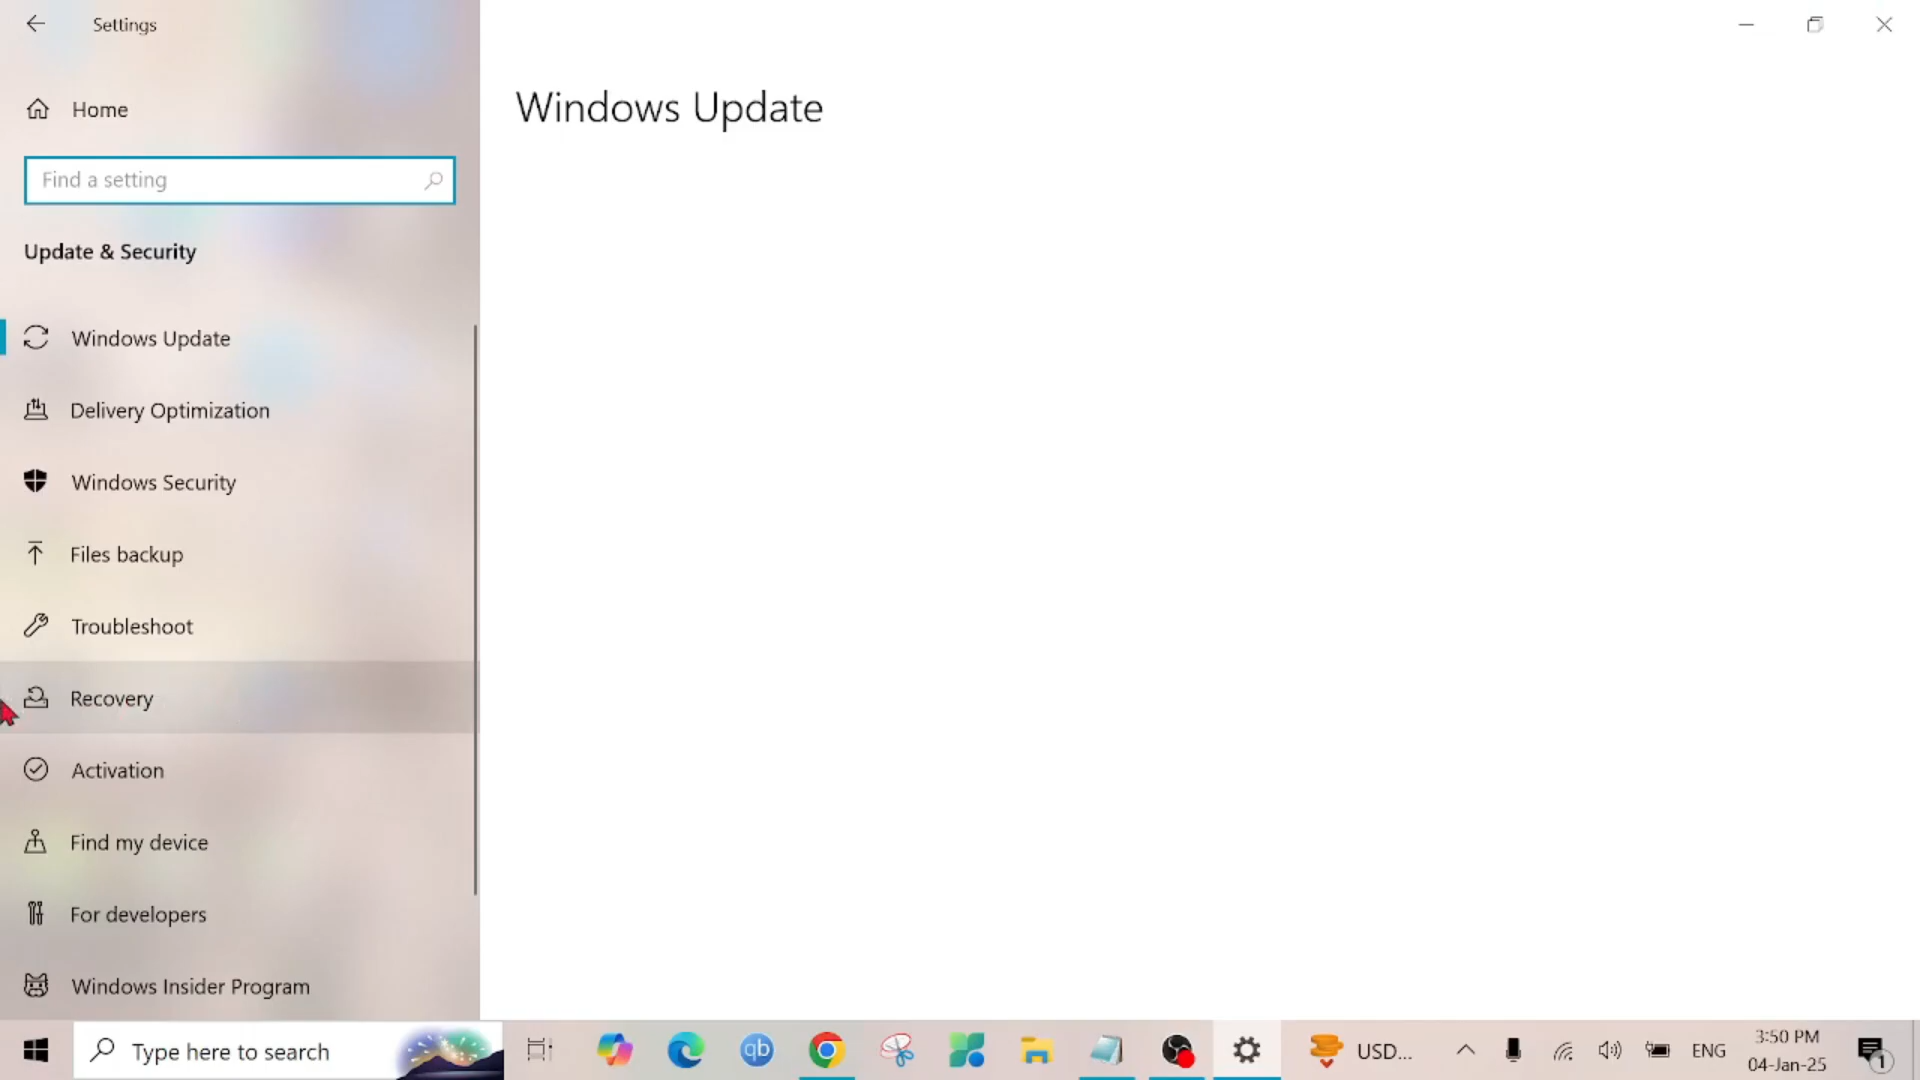 Settings
Home
Find a setting
Update & Security
Windows Update
Delivery Optimization
Windows Security
Files backup
Troubleshoot
Recovery
Activation
Find my device
For developers
Windows Insider Program
Windows Update
Type here to search
qb
USD...
ENG
3:50 PM
04-Jan-25
1